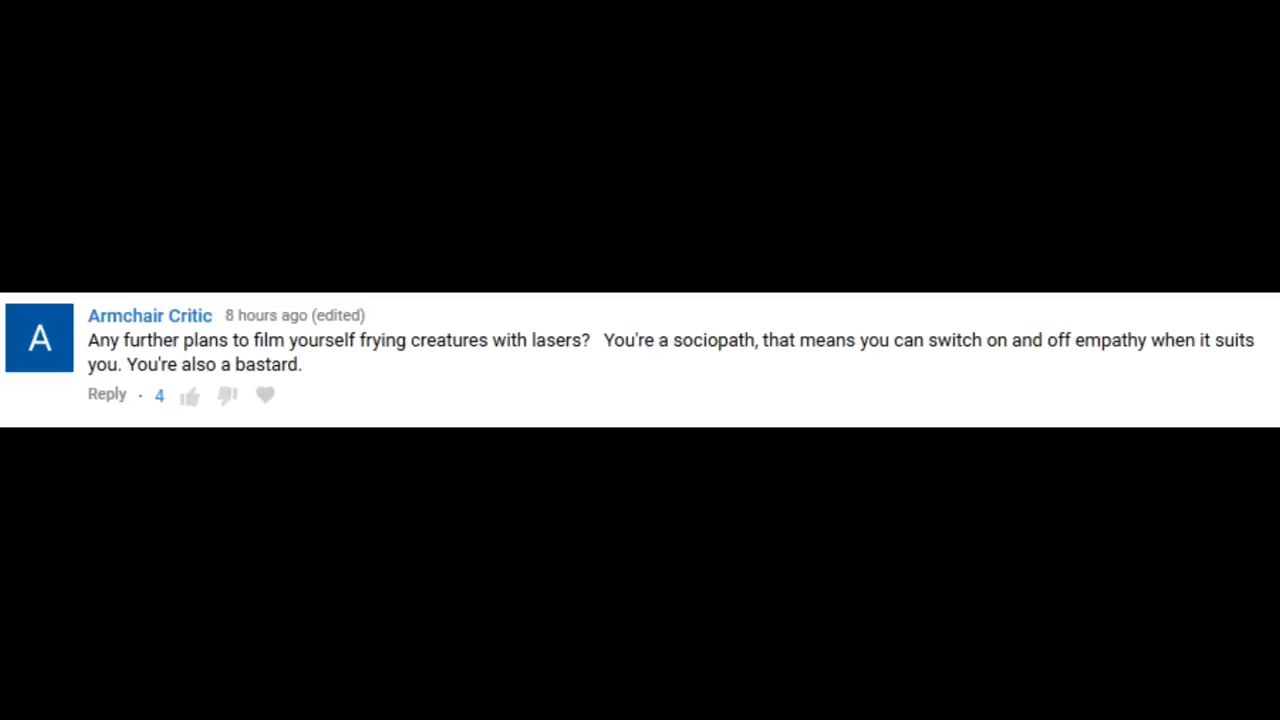 A
Armchair Critic 8 hours ago (edited)
Any further plans to film yourself frying creatures with lasers?   You're a sociopath, that means you can switch on and off empathy when it suits
you. You're also a bastard.
Reply · 4